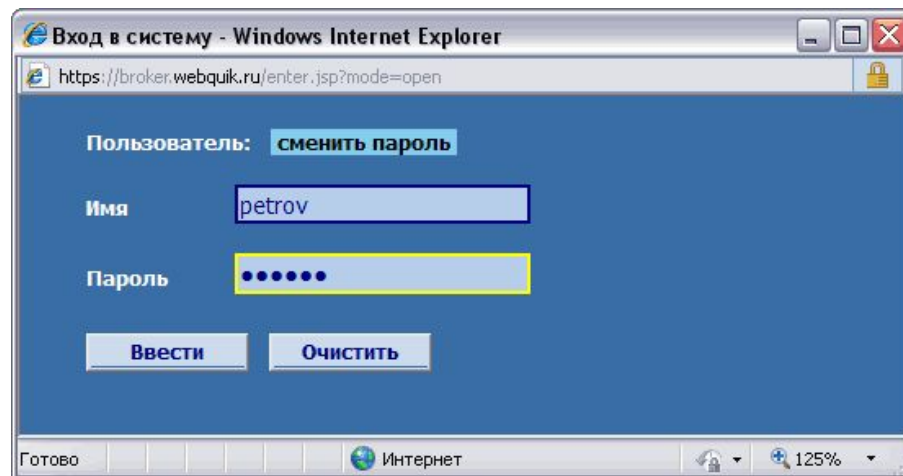 Вход в систему - Windows Internet Explorer
https://broker.webquik.ru/enter.jsp?mode=open
Пользователь: сменить пароль
Имя petrov
Пароль ••••••
Ввести Очистить
Готово Интернет 125%